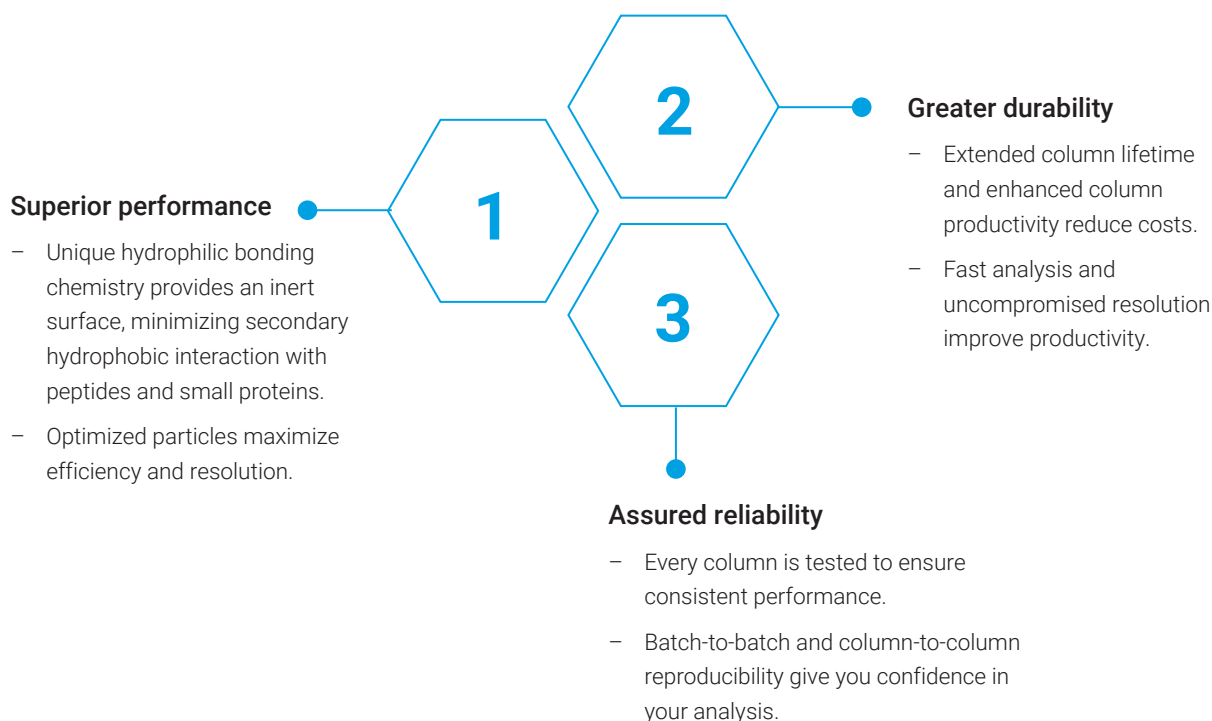 1
Superior performance
– Unique hydrophilic bonding
chemistry provides an inert
surface, minimizing secondary
hydrophobic interaction with
peptides and small proteins.
– Optimized particles maximize
efficiency and resolution.
2
Greater durability
– Extended column lifetime
and enhanced column
productivity reduce costs.
– Fast analysis and
uncompromised resolution
improve productivity.
3
Assured reliability
– Every column is tested to ensure
consistent performance.
– Batch-to-batch and column-to-column
reproducibility give you confidence in
your analysis.